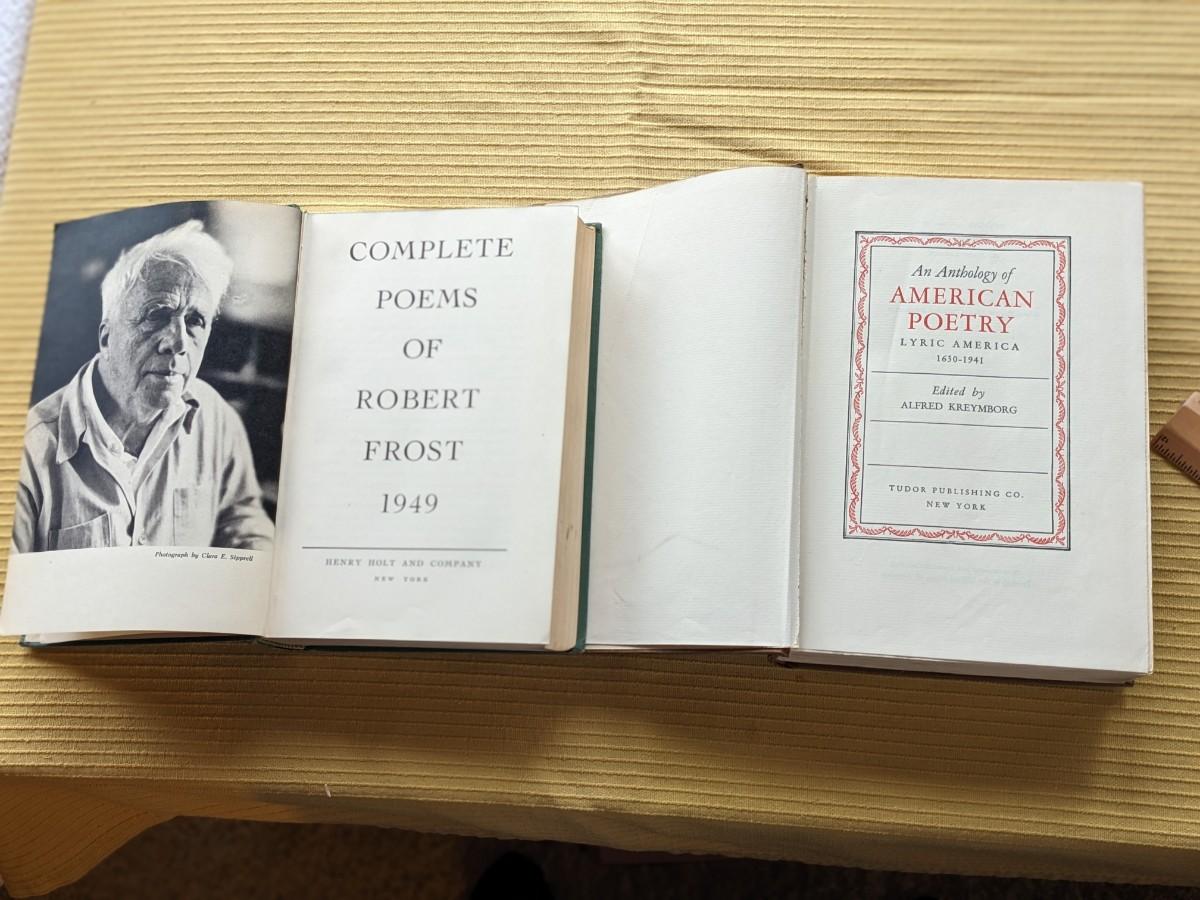 Photograph by Clara E. Sipprell
COMPLETE
POEMS
OF
ROBERT
FROST
1949
HENRY HOLT AND COMPANY
NEW YORK
An Anthology of
AMERICAN
POETRY
LYRIC AMERICA
1630-1941
Edited by
ALFRED KREYMBORG
TUDOR PUBLISHING CO.
NEW YORK